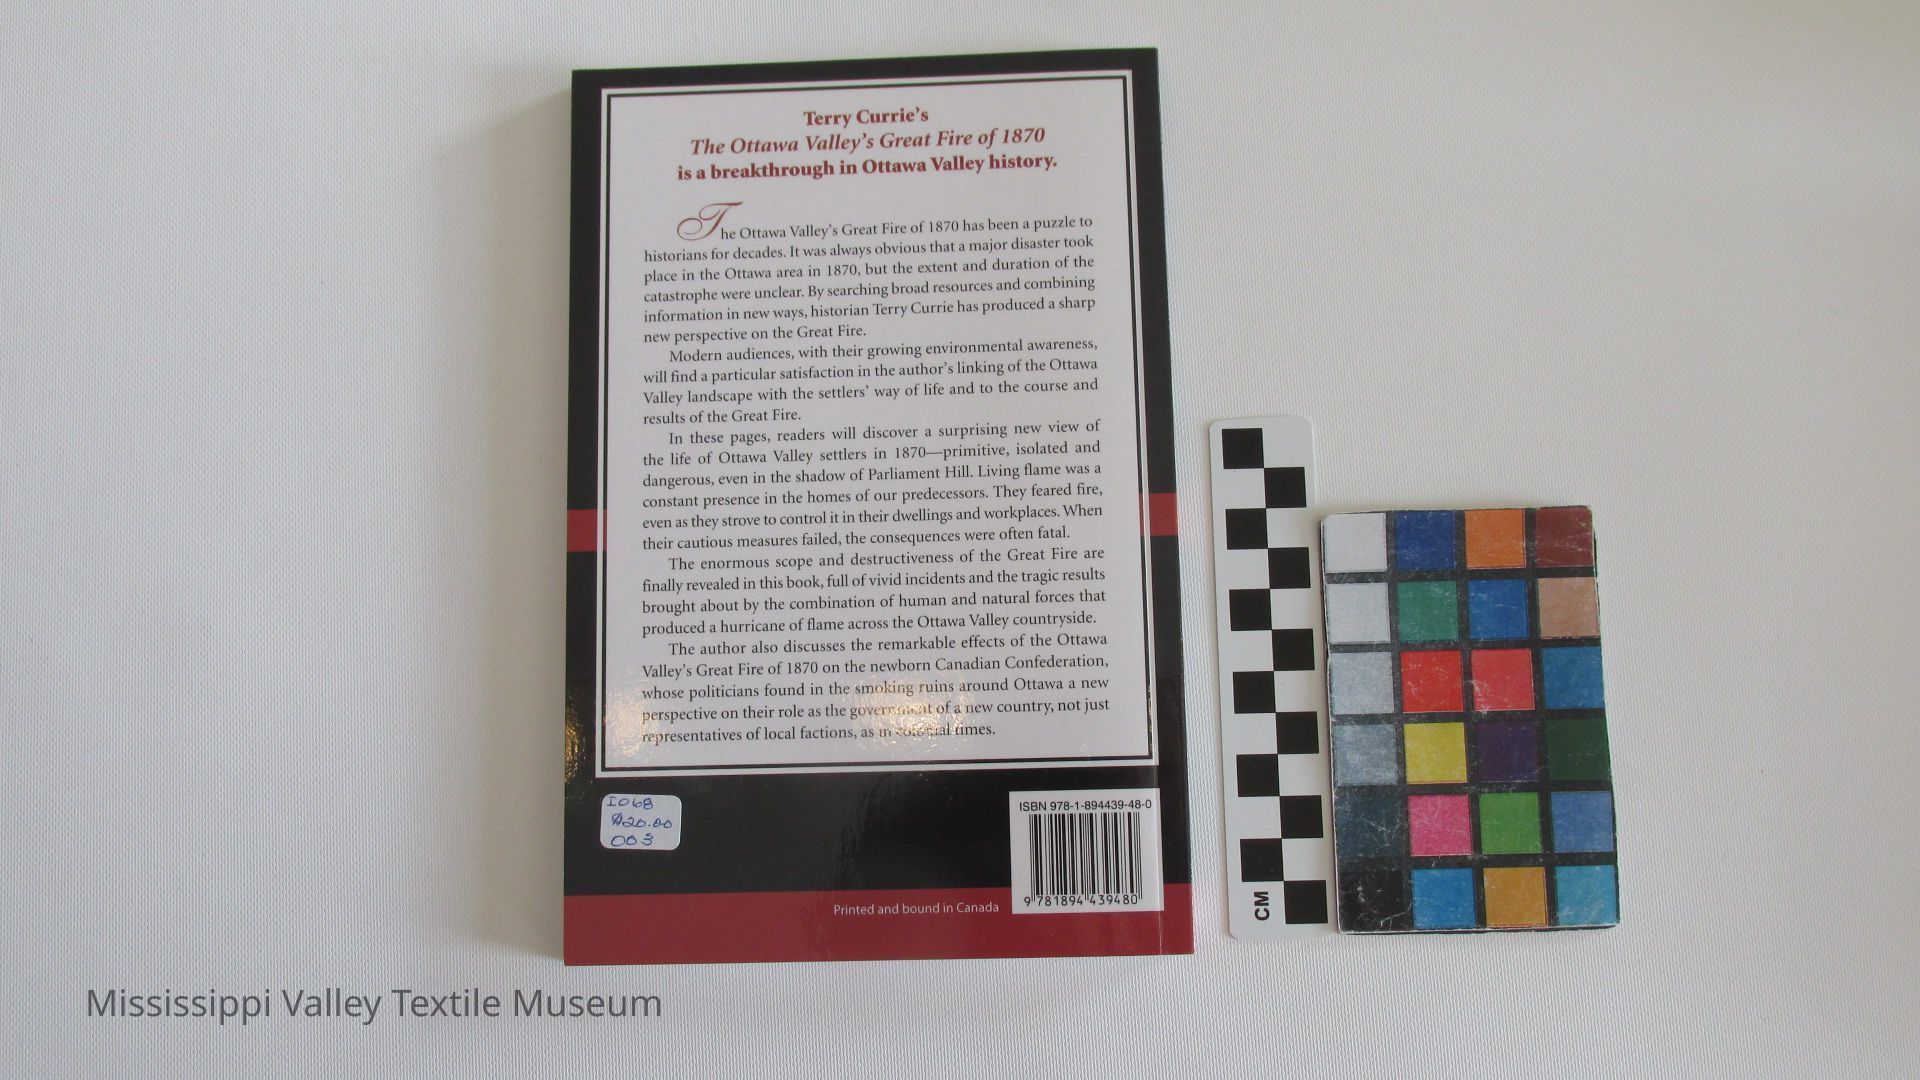 Terry Currie's
The Ottawa Valley's Great Fire of 1870
is a breakthrough in Ottawa Valley history.
The Ottawa Valley's Great Fire of 1870 has been a puzzle to
historians for decades. It was always obvious that a major disaster took
place in the Ottawa area in 1870, but the extent and duration of the
catastrophe were unclear. By searching broad resources and combining
information in new ways, historian Terry Currie has produced a sharp
new perspective on the Great Fire.
Modern audiences, with their growing environmental awareness,
will find a particular satisfaction in the author's linking of the Ottawa
Valley landscape with the settlers' way of life and to the course and
results of the Great Fire.
In these pages, readers will discover a surprising new view of
the life of Ottawa Valley settlers in 1870—primitive, isolated and
dangerous, even in the shadow of Parliament Hill. Living flame was a
constant presence in the homes of our predecessors. They feared fire,
even as they strove to control it in their dwellings and workplaces. When
their cautious measures failed, the consequences were often fatal.
The enormous scope and destructiveness of the Great Fire are
finally revealed in this book, full of vivid incidents and the tragic results
brought about by the combination of human and natural forces that
produced a hurricane of flame across the Ottawa Valley countryside.
The author also discusses the remarkable effects of the Ottawa
Valley's Great Fire of 1870 on the newborn Canadian Confederation,
whose politicians found in the smoking ruins around Ottawa a new
perspective on their role as the government of a new country, not just
representatives of local factions, as in colonial times.
I068
$20.00
003
ISBN 978-1-894439-48-0
9 781894 439480
Printed and bound in Canada
CM
Mississippi Valley Textile Museum